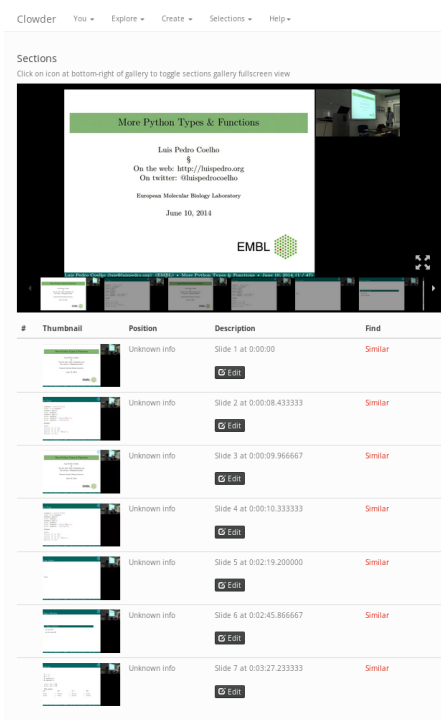 Clowder You Explore Create Selections Help
Sections
Click on icon at bottom-right of gallery to toggle sections gallery fullscreen view
More Python Types & Functions
Luis Pedro Coelho
§
On the web: http://luispedro.org
On twitter: @luispedrocoelho
European Molecular Biology Laboratory
June 10, 2014
EMBL
# Thumbnail Position Description Find
Unknown info Slide 1 at 0:00:00 Similar
Edit
Unknown info Slide 2 at 0:00:08.433333 Similar
Edit
Unknown info Slide 3 at 0:00:09.966667 Similar
Edit
Unknown info Slide 4 at 0:00:10.333333 Similar
Edit
Unknown info Slide 5 at 0:02:19.200000 Similar
Edit
Unknown info Slide 6 at 0:02:45.866667 Similar
Edit
Unknown info Slide 7 at 0:03:27.233333 Similar
Edit